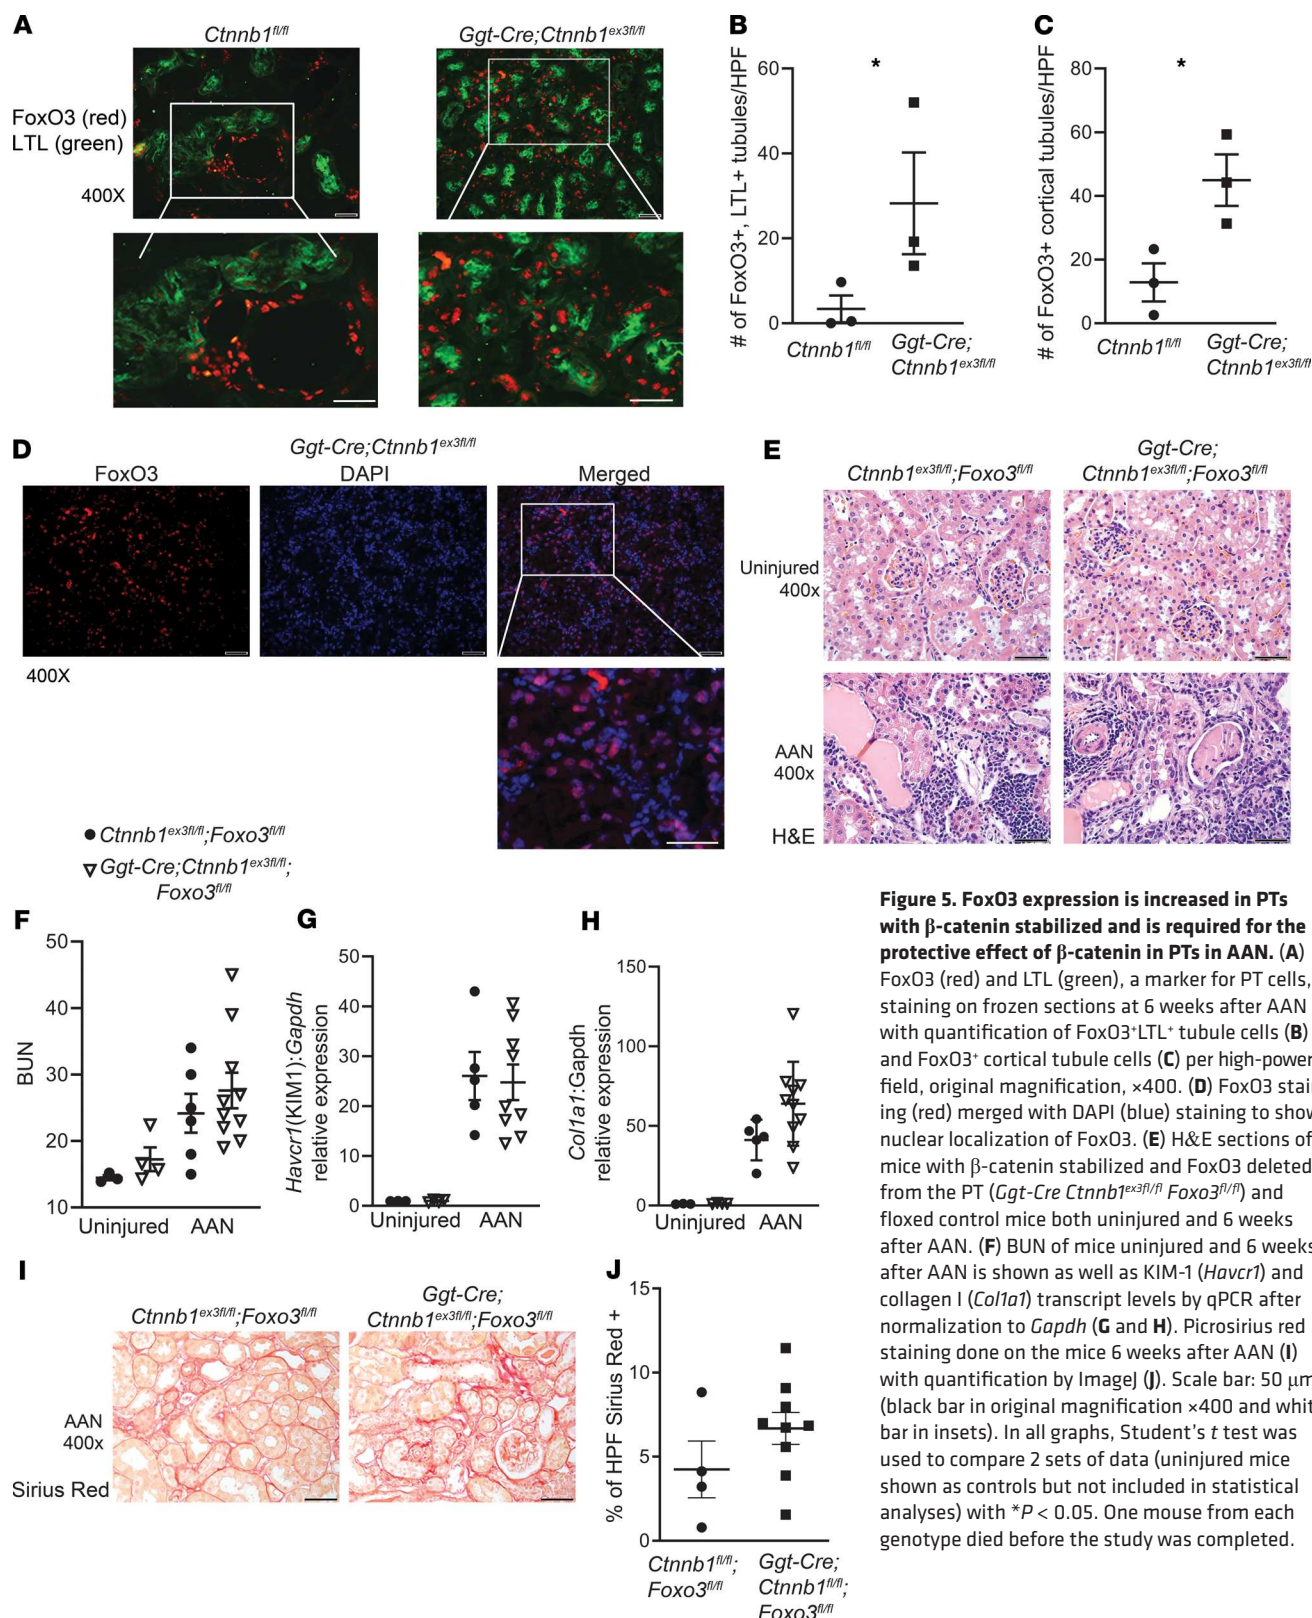 A
Ctnnb1fl/fl
Ggt-Cre;Ctnnb1ex3fl/fl
FoxO3 (red)
LTL (green)
400X
B
# of FoxO3+, LTL+ tubules/HPF
60
40
20
0
*
Ctnnb1fl/fl
Ggt-Cre;
Ctnnb1ex3fl/fl
C
# of FoxO3+ cortical tubules/HPF
80
60
40
20
0
*
Ctnnb1fl/fl
Ggt-Cre;
Ctnnb1ex3fl/fl
D
Ggt-Cre;Ctnnb1ex3fl/fl
FoxO3
DAPI
Merged
400X
E
Ctnnb1ex3fl/fl;Foxo3fl/fl
Ggt-Cre;
Ctnnb1ex3fl/fl;Foxo3fl/fl
Uninjured
400x
AAN
400x
H&E
● Ctnnb1ex3fl/fl;Foxo3fl/fl
▽ Ggt-Cre;Ctnnb1ex3fl/fl;
Foxo3fl/fl
F
BUN
50
40
30
20
10
Uninjured
AAN
G
Havcr1(KIM1):Gapdh
relative expression
50
40
30
20
10
0
Uninjured
AAN
H
Col1a1:Gapdh
relative expression
150
100
50
0
Uninjured
AAN
I
Ctnnb1ex3fl/fl;Foxo3fl/fl
Ggt-Cre;
Ctnnb1ex3fl/fl;Foxo3fl/fl
AAN
400x
Sirius Red
J
% of HPF Sirius Red +
15
10
5
0
Ctnnb1fl/fl;
Foxo3fl/fl
Ggt-Cre;
Ctnnb1fl/fl;
Foxo3fl/fl
Figure 5. FoxO3 expression is increased in PTs
with β-catenin stabilized and is required for the
protective effect of β-catenin in PTs in AAN. (A)
FoxO3 (red) and LTL (green), a marker for PT cells,
staining on frozen sections at 6 weeks after AAN
with quantification of FoxO3+LTL+ tubule cells (B)
and FoxO3+ cortical tubule cells (C) per high-power
field, original magnification, ×400. (D) FoxO3 stain
ing (red) merged with DAPI (blue) staining to show
nuclear localization of FoxO3. (E) H&E sections of
mice with β-catenin stabilized and FoxO3 deleted
from the PT (Ggt-Cre Ctnnb1ex3fl/fl Foxo3fl/fl) and
floxed control mice both uninjured and 6 weeks
after AAN. (F) BUN of mice uninjured and 6 weeks
after AAN is shown as well as KIM-1 (Havcr1) and
collagen I (Col1a1) transcript levels by qPCR after
normalization to Gapdh (G and H). Picrosirius red
staining done on the mice 6 weeks after AAN (I)
with quantification by ImageJ (J). Scale bar: 50 μm
(black bar in original magnification ×400 and whit
bar in insets). In all graphs, Student's t test was
used to compare 2 sets of data (uninjured mice
shown as controls but not included in statistical
analyses) with *P < 0.05. One mouse from each
genotype died before the study was completed.